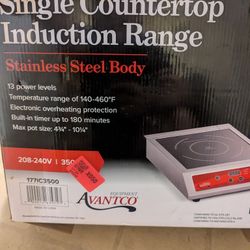 Single Countertop
Induction Range
Stainless Steel Body
13 power levels
Temperature range of 140-460°F
Electronic overheating protection
Built-in timer up to 180 minutes
Max pot size: 4¾" - 10¼"
208-240V | 350
177IC3500
EQUIPMENT
AVANTCO